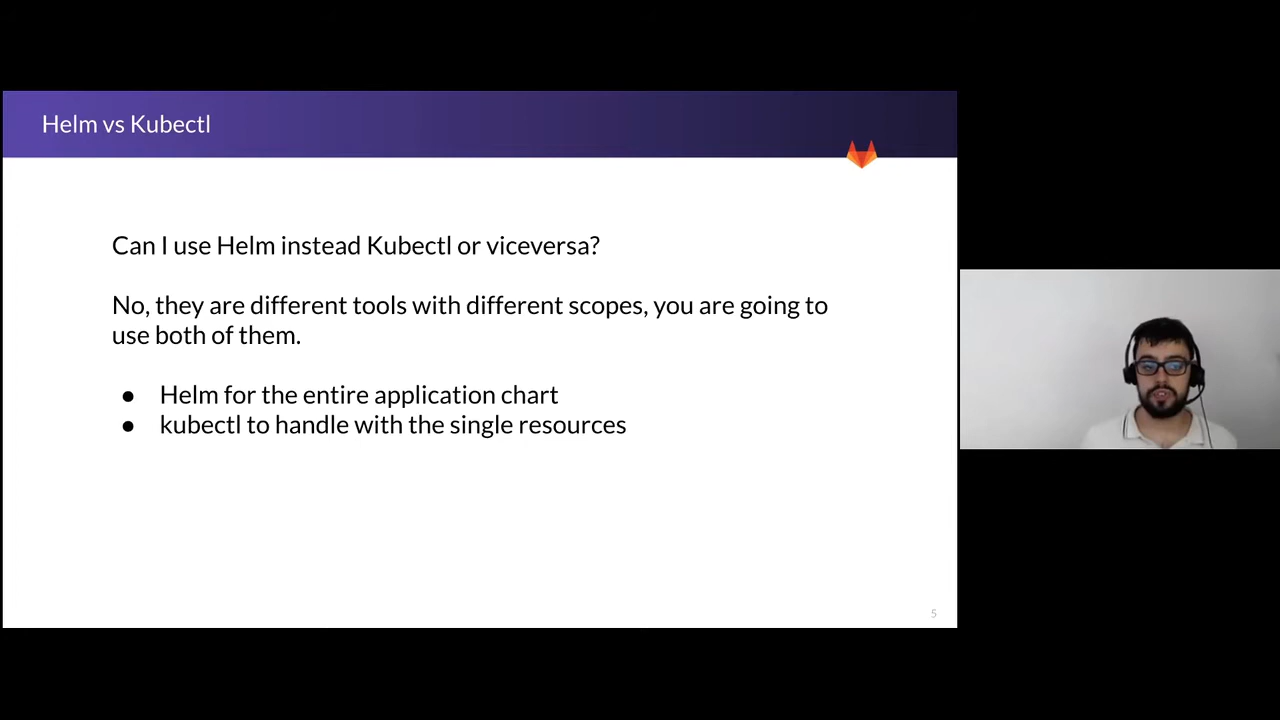 Helm vs Kubectl
Can I use Helm instead Kubectl or viceversa?
No, they are different tools with different scopes, you are going to
use both of them.
● Helm for the entire application chart
● kubectl to handle with the single resources
5